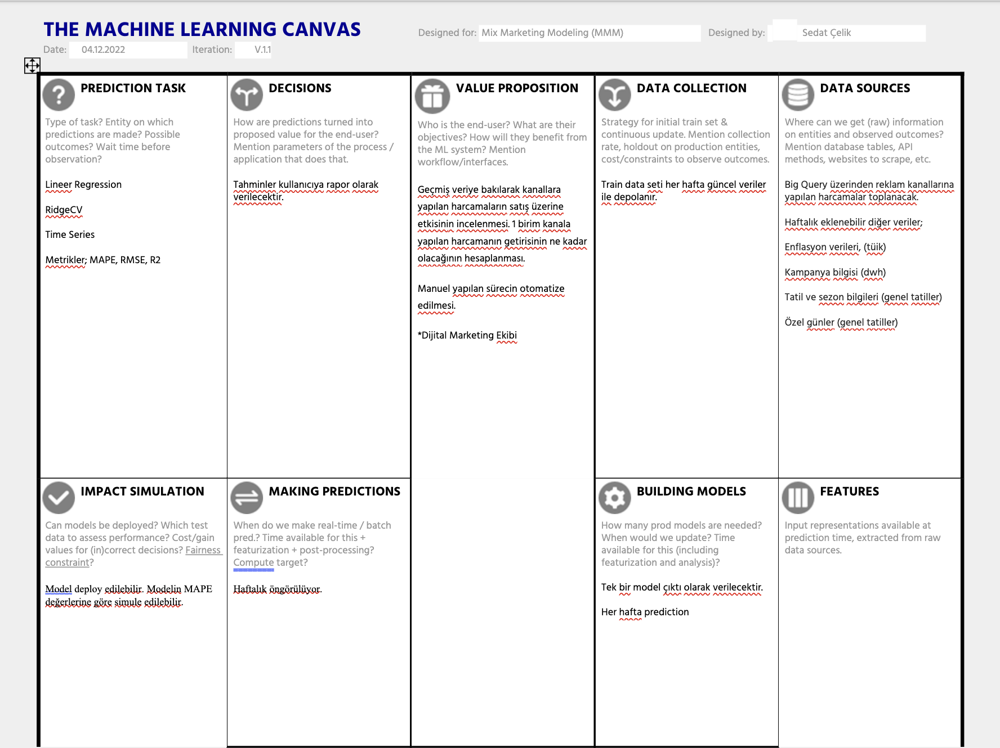 THE MACHINE LEARNING CANVAS
Designed for: Mix Marketing Modeling (MMM)
Designed by: Sedat Çelik
Date: 04.12.2022
Iteration: V.1.1
PREDICTION TASK
Type of task? Entity on which
predictions are made? Possible
outcomes? Wait time before
observation?
Lineer Regression
RidgeCV
Time Series
Metrikler; MAPE, RMSE, R2
DECISIONS
How are predictions turned into
proposed value for the end-user?
Mention parameters of the process /
application that does that.
Tahminler kullanıcıya rapor olarak
verilecektir.
VALUE PROPOSITION
Who is the end-user? What are their
objectives? How will they benefit from
the ML system? Mention
workflow/interfaces.
Geçmiş veriye bakılarak kanallara
yapılan harcamaların satış üzerine
etkisinin incelenmesi. 1 birim kanala
yapılan harcamanın getirisinin ne kadar
olacağının hesaplanması.
Manuel yapılan sürecin otomatize
edilmesi.
*Dijital Marketing Ekibi
DATA COLLECTION
Strategy for initial train set &
continuous update. Mention collection
rate, holdout on production entities,
cost/constraints to observe outcomes.
Train data seti her hafta güncel veriler
ile depolanır.
DATA SOURCES
Where can we get (raw) information
on entities and observed outcomes?
Mention database tables, API
methods, websites to scrape, etc.
Big Query üzerinden reklam kanallarına
yapılan harcamalar toplanacak.
Haftalık eklenebilir diğer veriler;
Enflasyon verileri, (tüik)
Kampanya bilgisi (dwh)
Tatil ve sezon bilgileri (genel tatiller)
Özel günler (genel tatiller)
IMPACT SIMULATION
Can models be deployed? Which test
data to assess performance? Cost/gain
values for (in)correct decisions? Fairness
constraint?
Model deploy edilebilir. Modelin MAPE
değerlerine göre simule edilebilir.
MAKING PREDICTIONS
When do we make real-time / batch
pred.? Time available for this +
featurization + post-processing?
Compute target?
Haftalık öngörülüyor.
BUILDING MODELS
How many prod models are needed?
When would we update? Time
available for this (including
featurization and analysis)?
Tek bir model çıktı olarak verilecektir.
Her hafta prediction
FEATURES
Input representations available at
prediction time, extracted from raw
data sources.